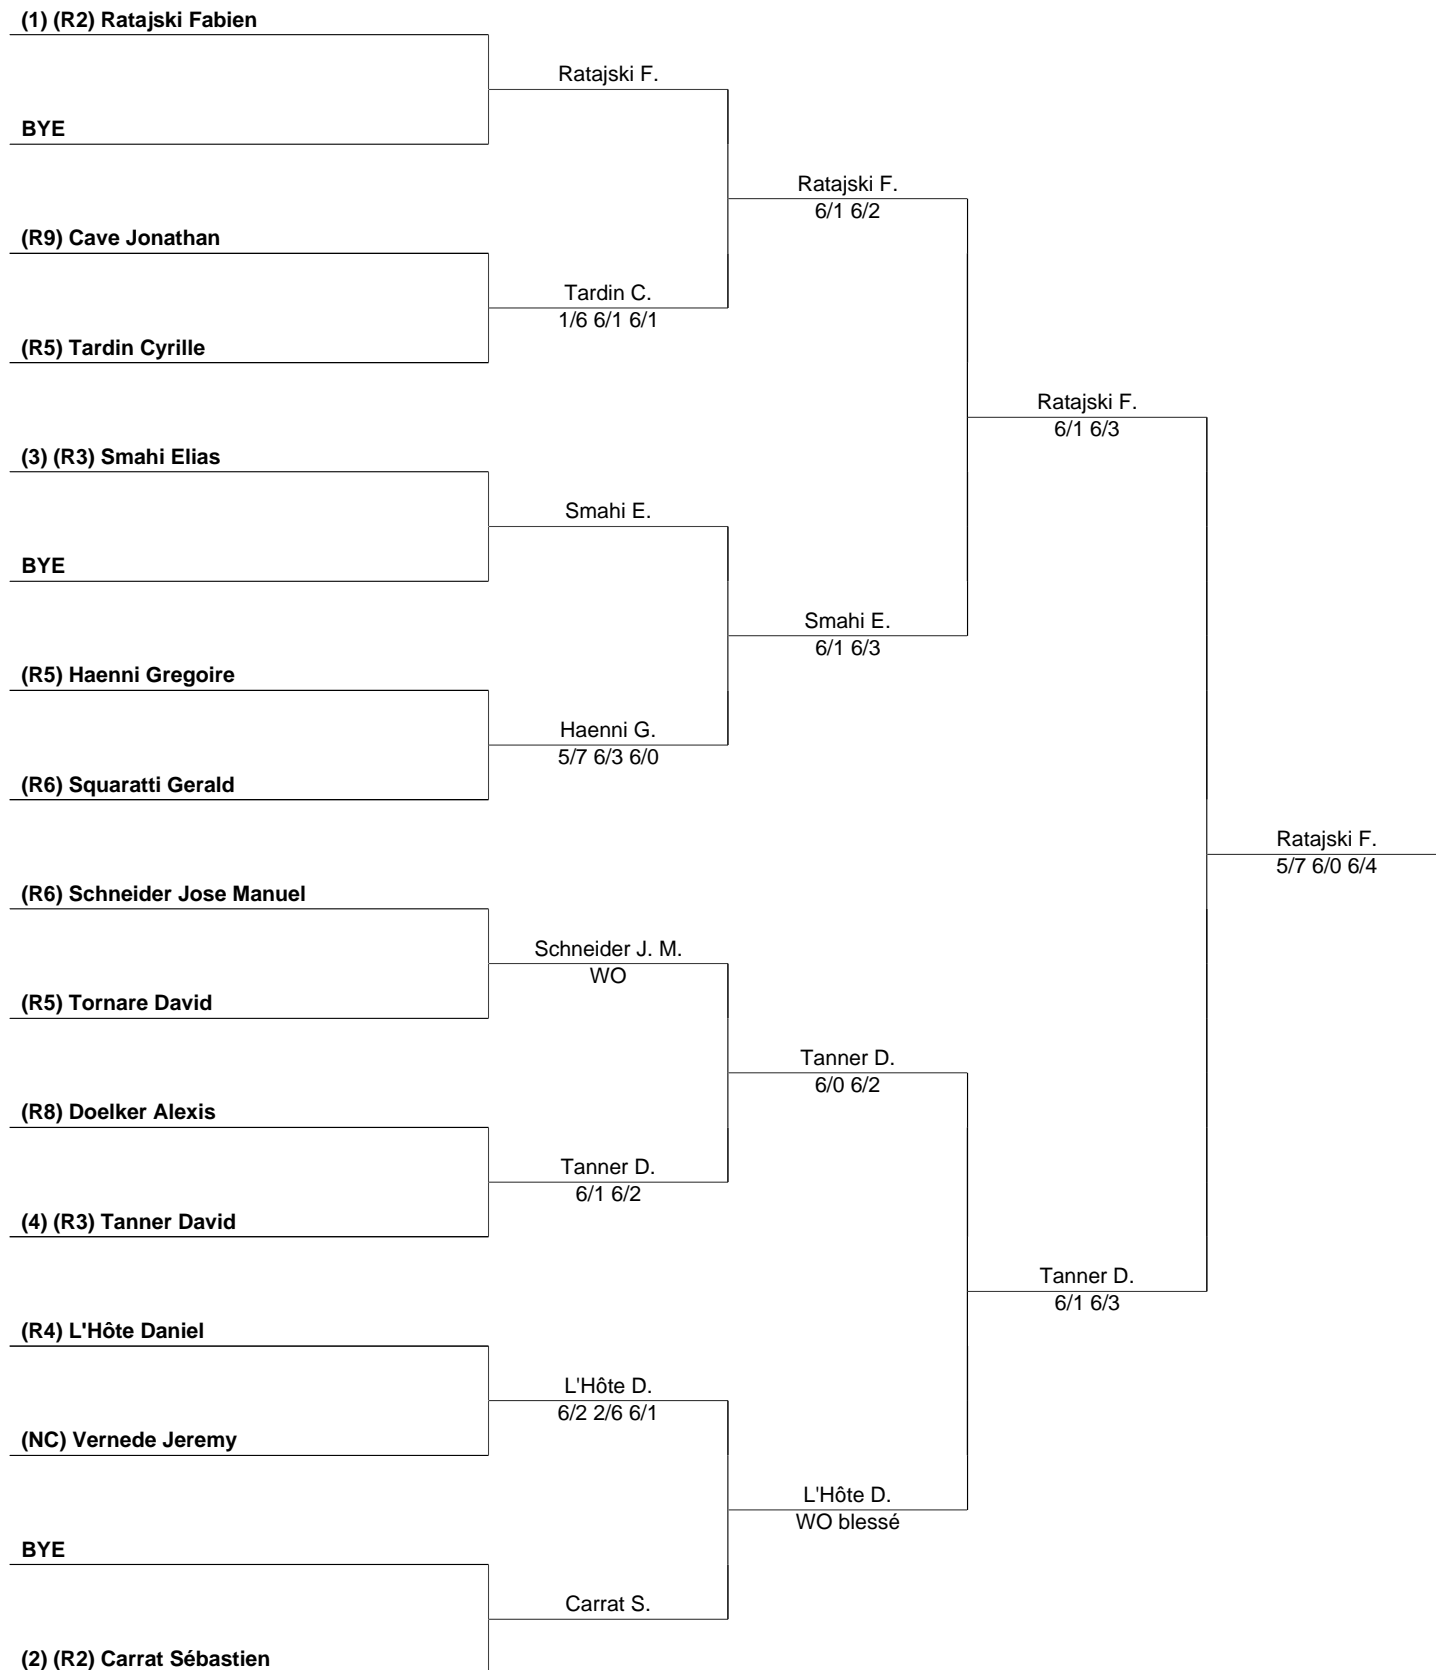 (1) (R2) Ratajski Fabien
Ratajski F.
BYE
Ratajski F.
6/1 6/2
(R9) Cave Jonathan
Tardin C.
1/6 6/1 6/1
(R5) Tardin Cyrille
Ratajski F.
6/1 6/3
(3) (R3) Smahi Elias
Smahi E.
BYE
Smahi E.
6/1 6/3
(R5) Haenni Gregoire
Haenni G.
5/7 6/3 6/0
(R6) Squaratti Gerald
Ratajski F.
5/7 6/0 6/4
(R6) Schneider Jose Manuel
Schneider J. M.
WO
(R5) Tornare David
Tanner D.
6/0 6/2
(R8) Doelker Alexis
Tanner D.
6/1 6/2
(4) (R3) Tanner David
Tanner D.
6/1 6/3
(R4) L'Hôte Daniel
L'Hôte D.
6/2 2/6 6/1
(NC) Vernede Jeremy
L'Hôte D.
WO blessé
BYE
Carrat S.
(2) (R2) Carrat Sébastien